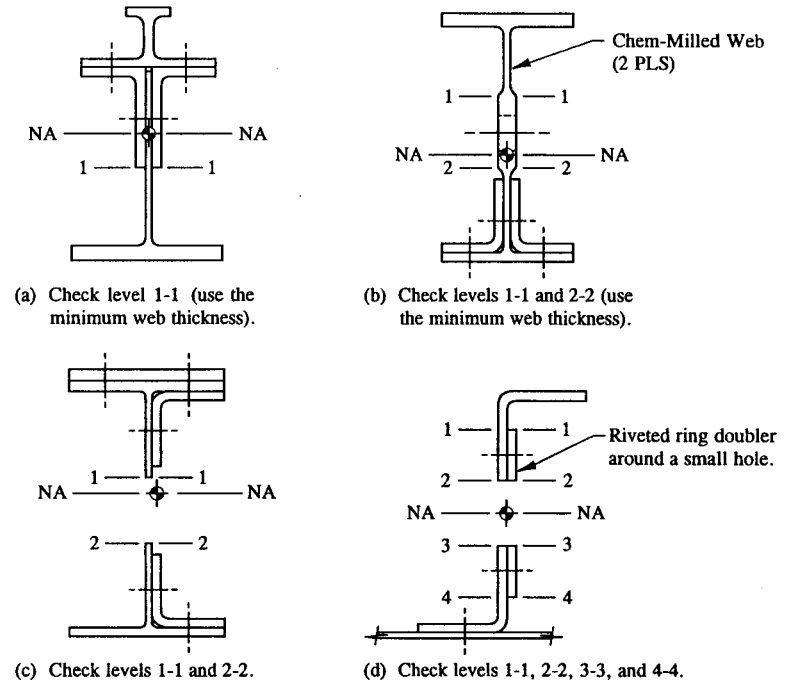 Chem-Milled Web
(2 PLS)
1 1
NA NA
1 1
NA NA
2 2
(a) Check level 1-1 (use the
minimum web thickness).
(b) Check levels 1-1 and 2-2 (use
the minimum web thickness).
1 1
Riveted ring doubler
around a small hole.
1 1
2 2
NA NA
NA NA
2 2
3 3
4 4
(c) Check levels 1-1 and 2-2.
(d) Check levels 1-1, 2-2, 3-3, and 4-4.